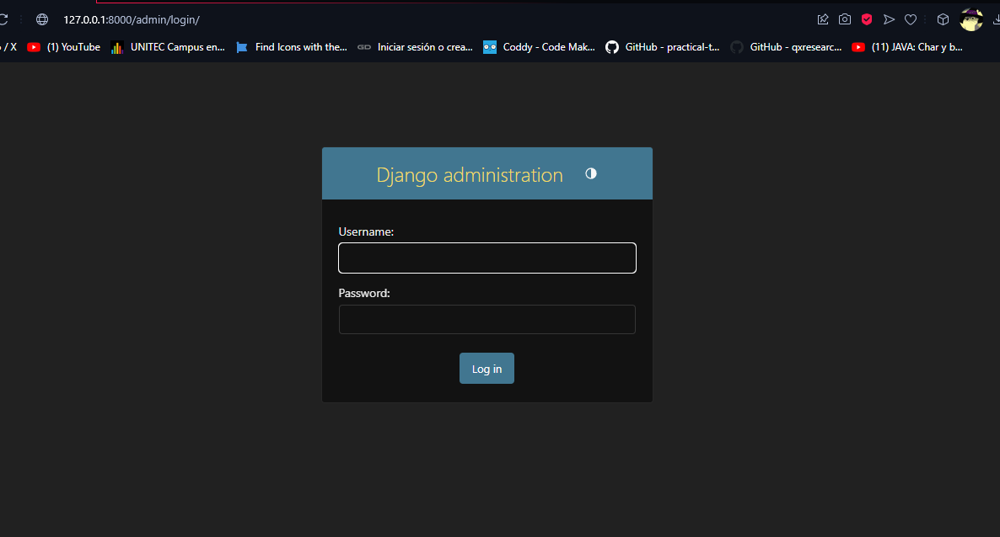 127.0.0.1:8000/admin/login/
/ X (1) YouTube UNITEC Campus en... Find Icons with the... Iniciar sesión o crea... Coddy - Code Mak... GitHub - practical-t... GitHub - qxresearc... (11) JAVA: Char y b...
Django administration
Username:
Password:
Log in